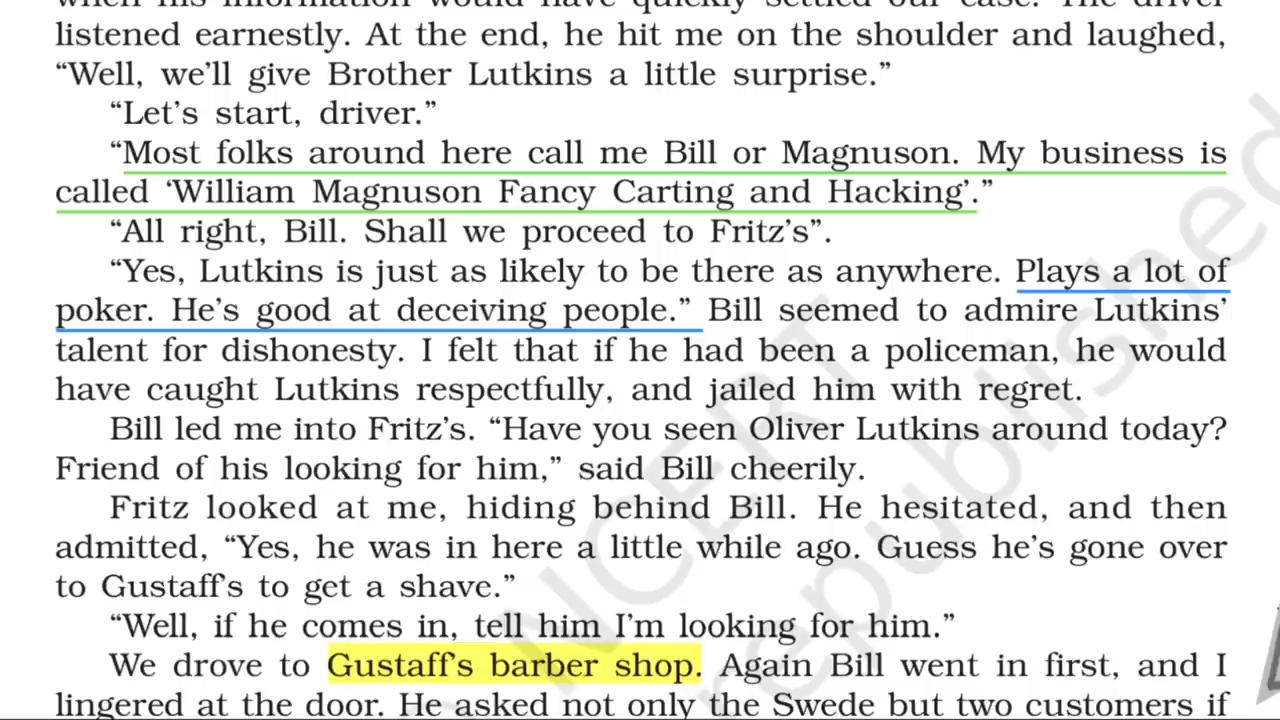 when his information would have quickly settled our case. The driver
listened earnestly. At the end, he hit me on the shoulder and laughed,
“Well, we’ll give Brother Lutkins a little surprise.”
“Let’s start, driver.”
“Most folks around here call me Bill or Magnuson. My business is
called ‘William Magnuson Fancy Carting and Hacking’.”
“All right, Bill. Shall we proceed to Fritz’s”.
“Yes, Lutkins is just as likely to be there as anywhere. Plays a lot of
poker. He’s good at deceiving people.” Bill seemed to admire Lutkins’
talent for dishonesty. I felt that if he had been a policeman, he would
have caught Lutkins respectfully, and jailed him with regret.
Bill led me into Fritz’s. “Have you seen Oliver Lutkins around today?
Friend of his looking for him,” said Bill cheerily.
Fritz looked at me, hiding behind Bill. He hesitated, and then
admitted, “Yes, he was in here a little while ago. Guess he’s gone over
to Gustaff’s to get a shave.”
“Well, if he comes in, tell him I’m looking for him.”
We drove to Gustaff’s barber shop. Again Bill went in first, and I
lingered at the door. He asked not only the Swede but two customers if
NCERT
republished